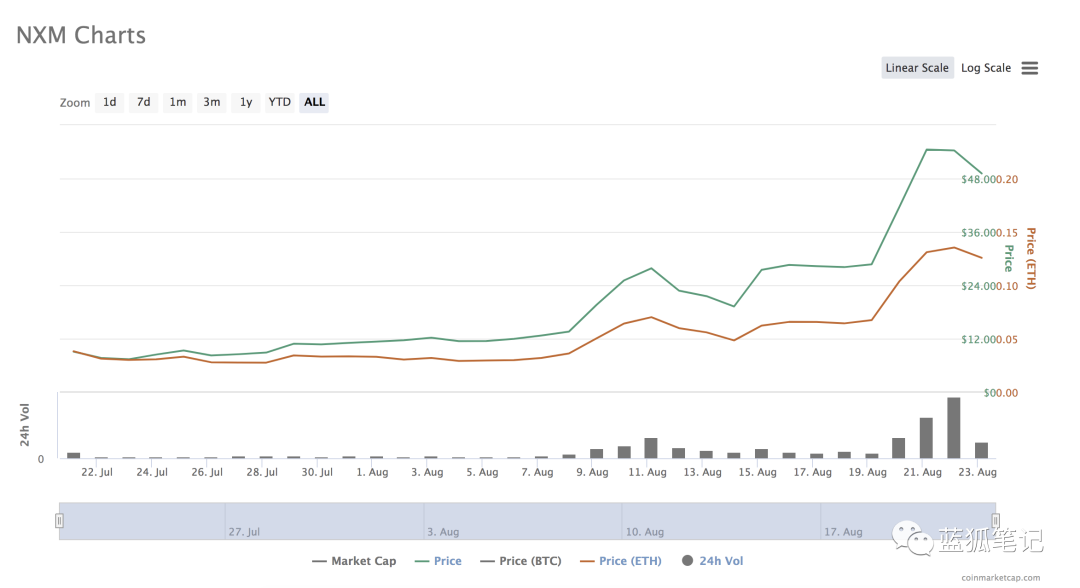 NXM Charts
Linear Scale Log Scale
Zoom 1d 7d 1m 3m 1y YTD ALL
$48.000.20
$36.000.15
$24.000.10
$12.000.05
$00.00
Price
Price (ETH)
24h Vol
0
22. Jul 24. Jul 26. Jul 28. Jul 30. Jul 1. Aug 3. Aug 5. Aug 7. Aug 9. Aug 11. Aug 13. Aug 15. Aug 17. Aug 19. Aug 21. Aug 23. Aug
27. Jul 3. Aug 10. Aug 17. Aug
蓝狐笔记
Market Cap Price Price (BTC) Price (ETH) 24h Vol
coinmarketcap.com